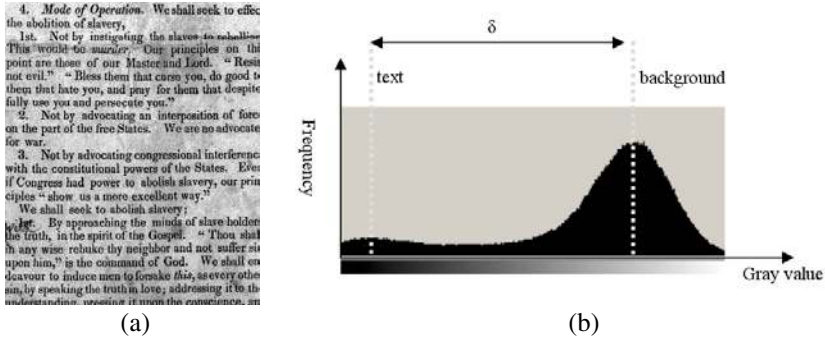 4. Mode of Operation. We shall seek to effec
the abolition of slavery,
1st. Not by instigating the slaves to rebellion
This would be murder. Our principles on thi
point are those of our Master and Lord. "Resis
not evil." "Bless them that curse you, do good to
them that hate you, and pray for them that despite
fully use you and persecute you."
2. Not by advocating an interposition of force
on the part of the free States. We are no advocate
for war.
3. Not by advocating congressional interference
with the constitutional powers of the States. Even
if Congress had power to abolish slavery, our prin
ciples "show us a more excellent way."
We shall seek to abolish slavery;
1st. By approaching the minds of slave holders
the truth, in the spirit of the Gospel. "Thou shal
in any wise rebuke thy neighbor and not suffer sin
upon him," is the command of God. We shall en
deavour to induce men to forsake this, as every othe
sin, by speaking the truth in love; addressing it to the
understanding, pressing it upon the conscience, an
(a)
δ
text
background
Frequency
Gray value
(b)